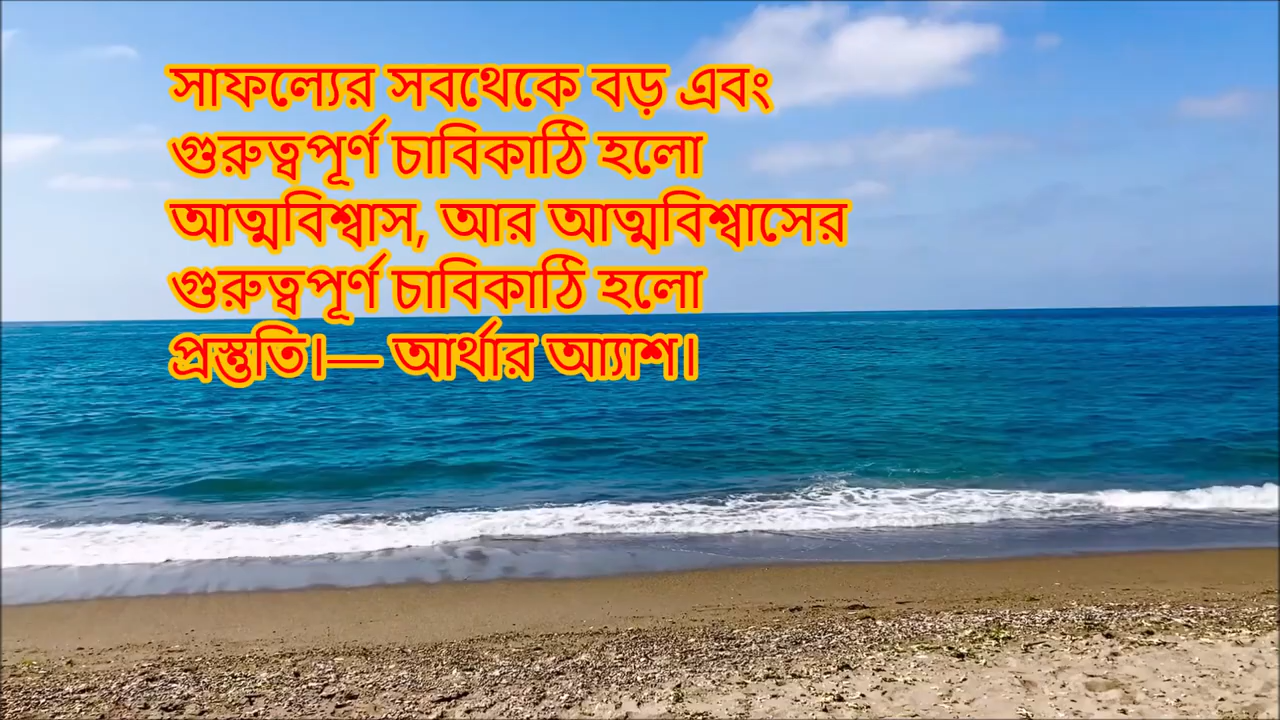 সাফল্যের সবথেকে বড় এবং
গুরুত্বপূর্ণ চাবিকাঠি হলো
আত্মবিশ্বাস, আর আত্মবিশ্বাসের
গুরুত্বপূর্ণ চাবিকাঠি হলো
প্রস্তুতি।— আর্থার আ্যাশ।